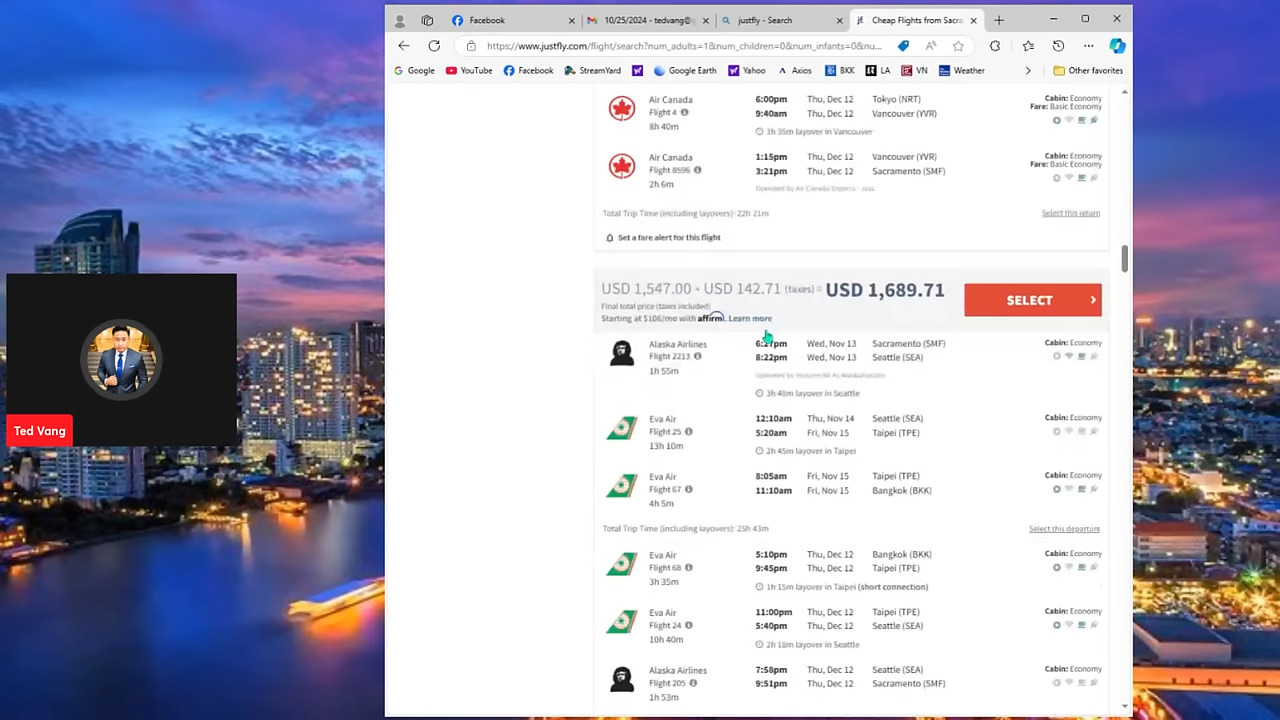 Facebook
10/25/2024 - tedvang@
justfly - Search
Cheap Flights from Sacra
https://www.justfly.com/flight/search?num_adults=1&num_children=0&num_infants=0&nu...
Google
YouTube
Facebook
StreamYard
Google Earth
Yahoo
Axios
BKK
LA
VN
Weather
Other favorites
Air Canada 6:00pm Thu, Dec 12 Tokyo (NRT) Cabin: Economy
Flight 4 9:40am Thu, Dec 12 Vancouver (YVR) Fare: Basic Economy
8h 40m
3h 35m layover in Vancouver
Air Canada 1:15pm Thu, Dec 12 Vancouver (YVR) Cabin: Economy
Flight 8596 3:21pm Thu, Dec 12 Sacramento (SMF) Fare: Basic Economy
2h 6m
Operated by Air Canada Express - Jazz
Total Trip Time (including layovers): 22h 21m Select this return
Set a fare alert for this flight
USD 1,547.00 + USD 142.71 (taxes) = USD 1,689.71 SELECT
Final total price (taxes included)
Starting at $106/mo with affirm. Learn more
Alaska Airlines Wed, Nov 13 Sacramento (SMF) Cabin: Economy
Flight 2213 8:22pm Wed, Nov 13 Seattle (SEA)
1h 55m
3h 48m layover in Seattle
Eva Air 12:10am Thu, Nov 14 Seattle (SEA) Cabin: Economy
Flight 25 5:20am Fri, Nov 15 Taipei (TPE)
13h 10m
2h 45m layover in Taipei
Eva Air 8:05am Fri, Nov 15 Taipei (TPE) Cabin: Economy
Flight 67 11:10am Fri, Nov 15 Bangkok (BKK)
4h 5m
Total Trip Time (including layovers): 25h 43m Select this departure
Eva Air 5:10pm Thu, Dec 12 Bangkok (BKK) Cabin: Economy
Flight 68 9:45pm Thu, Dec 12 Taipei (TPE)
3h 35m
1h 15m layover in Taipei (short connection)
Eva Air 11:00pm Thu, Dec 12 Taipei (TPE) Cabin: Economy
Flight 24 5:40pm Thu, Dec 12 Seattle (SEA)
10h 40m
2h 18m layover in Seattle
Alaska Airlines 7:58pm Thu, Dec 12 Seattle (SEA) Cabin: Economy
Flight 205 9:51pm Thu, Dec 12 Sacramento (SMF)
1h 53m
Ted Vang